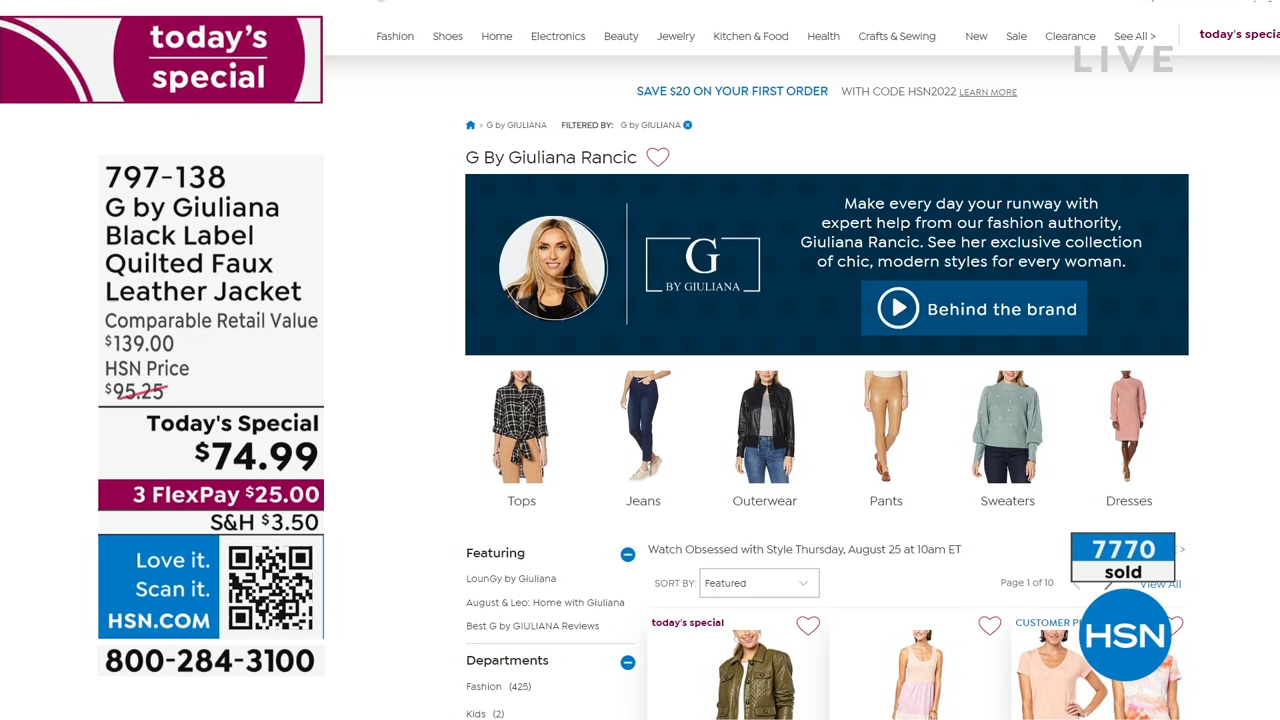 today's
special
797-138
G by Giuliana
Black Label
Quilted Faux
Leather Jacket
Comparable Retail Value
$139.00
HSN Price
$95.25
Today's Special
$74.99
3 FlexPay $25.00
S&H $3.50
Love it.
Scan it.
HSN.COM
800-284-3100
Fashion Shoes Home Electronics Beauty Jewelry Kitchen & Food Health Crafts & Sewing New Sale Clearance See All > today's specia
LIVE
SAVE $20 ON YOUR FIRST ORDER WITH CODE HSN2022 LEARN MORE
> G by GIULIANA FILTERED BY: G by GIULIANA
G By Giuliana Rancic
G
BY GIULIANA
Make every day your runway with
expert help from our fashion authority,
Giuliana Rancic. See her exclusive collection
of chic, modern styles for every woman.
Behind the brand
Tops Jeans Outerwear Pants Sweaters Dresses
Featuring
LounGy by Giuliana
August & Leo: Home with Giuliana
Best G by GIULIANA Reviews
Departments
Fashion (425)
Kids (2)
Watch Obsessed with Style Thursday, August 25 at 10am ET
SORT BY: Featured
Page 1 of 10
View All
today's special
CUSTOMER
7770
sold
HSN